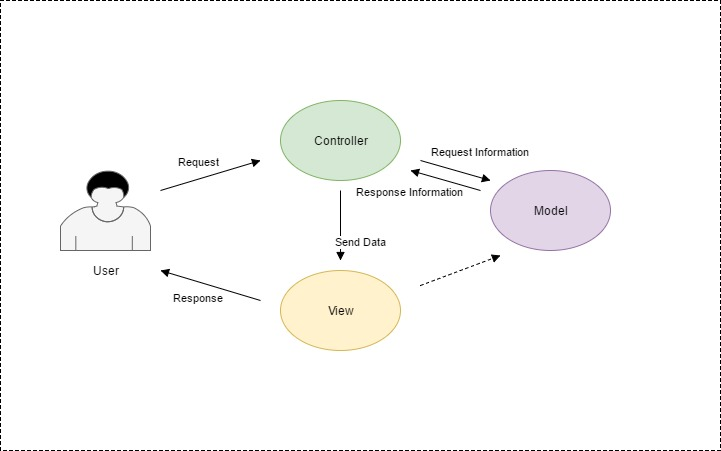 Controller
Request
Request Information
Response Information
Model
User
Send Data
Response
View